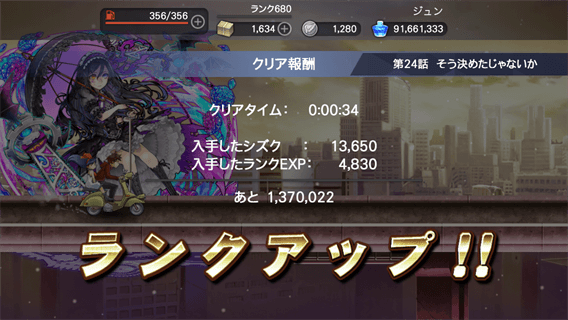 ランク680
ジュン
356/356
1,634
1,280
91,661,333
クリア報酬
第24話 そう決めたじゃないか
クリアタイム: 0:00:34
入手したシズク : 13,650
入手したランクEXP: 4,830
あと 1,370,022
ランクアップ!!